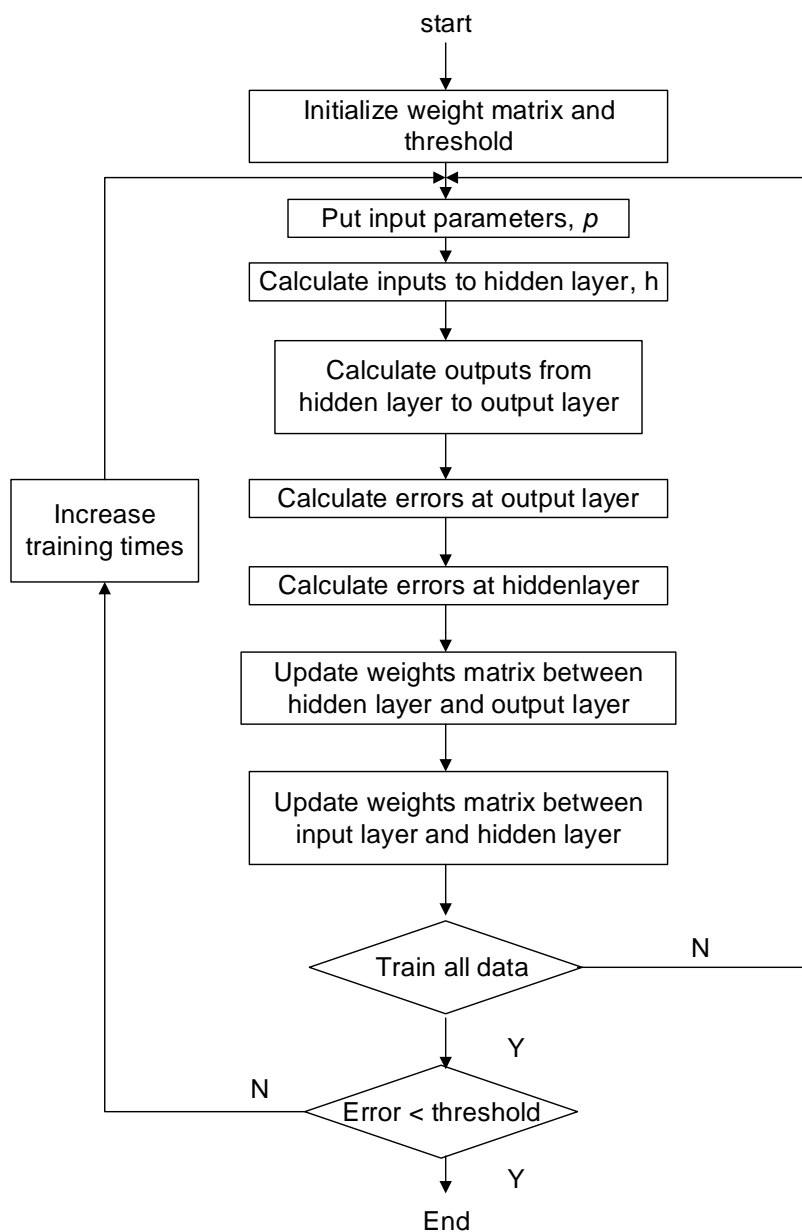 start
Initialize weight matrix and
threshold
Put input parameters, p
Calculate inputs to hidden layer, h
Calculate outputs from
hidden layer to output layer
Calculate errors at output layer
Increase
training times
Calculate errors at hiddenlayer
Update weights matrix between
hidden layer and output layer
Update weights matrix between
input layer and hidden layer
Train all data
N
Y
N
Error < threshold
Y
End